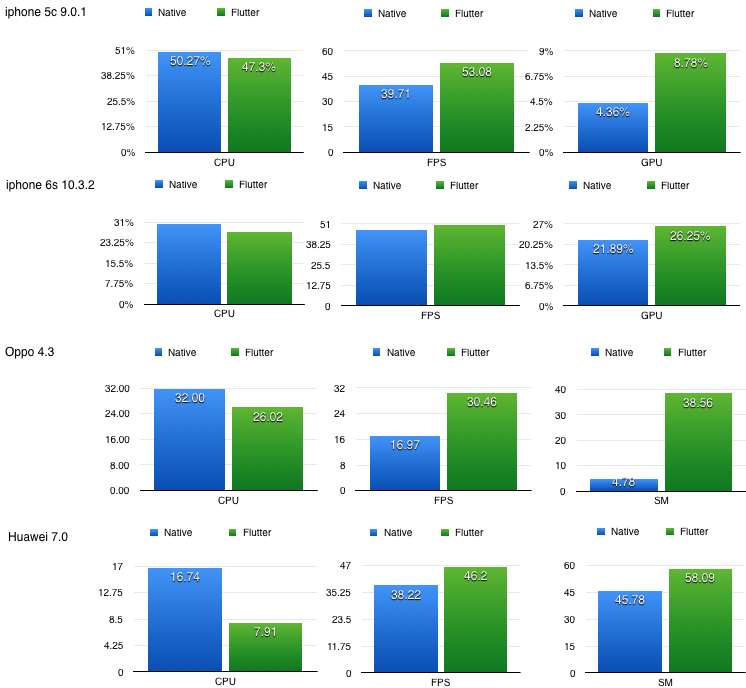 iphone 5c 9.0.1
Native Flutter Native Flutter Native Flutter
51% 38.25% 25.5% 12.75% 0% 50.27% 47.3% CPU
60 45 30 15 0 39.71 53.08 FPS
9% 6.75% 4.5% 2.25% 0% 4.36% 8.78% GPU
iphone 6s 10.3.2
Native Flutter Native Flutter Native Flutter
31% 23.25% 15.5% 7.75% 0% CPU
51 38.25 25.5 12.75 0 FPS
27% 20.25% 13.5% 6.75% 0% 21.89% 26.25% GPU
Oppo 4.3
Native Flutter Native Flutter Native Flutter
32.00 24.00 16.00 8.00 0.00 32.00 26.02 CPU
32 24 16 8 0 16.97 30.46 FPS
40 30 20 10 0 4.78 38.56 SM
Huawei 7.0
Native Flutter Native Flutter Native Flutter
17 12.75 8.5 4.25 0 16.74 7.91 CPU
47 35.25 23.5 11.75 0 38.22 46.2 FPS
60 45 30 15 0 45.78 58.09 SM